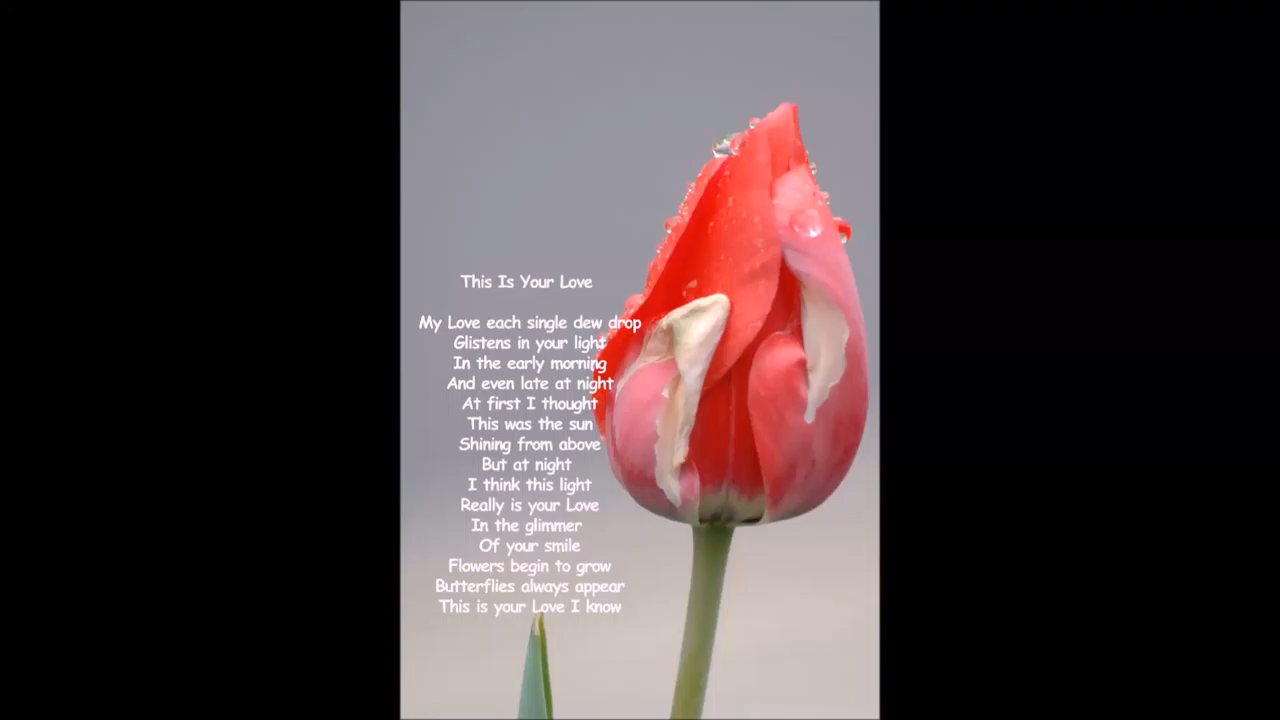 This Is Your Love
My Love each single dew drop
Glistens in your light
In the early morning
And even late at night
At first I thought
This was the sun
Shining from above
But at night
I think this light
Really is your Love
In the glimmer
Of your smile
Flowers begin to grow
Butterflies always appear
This is your Love I know